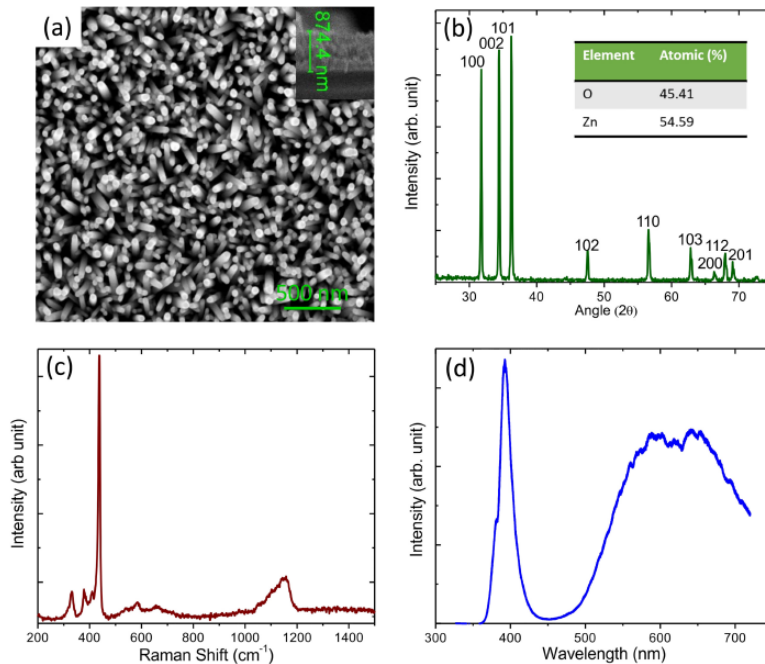 (a)
874.4 nm
500 nm
(b)
100
002
101
102
110
103
200
112
201
Element Atomic (%)
O 45.41
Zn 54.59
Intensity (arb. unit)
30 40 50 60 70
Angle (2θ)
(c)
Intensity (arb unit)
200 400 600 800 1000 1200 1400
Raman Shift (cm⁻¹)
(d)
Intensity (arb. unit)
300 400 500 600 700
Wavelength (nm)